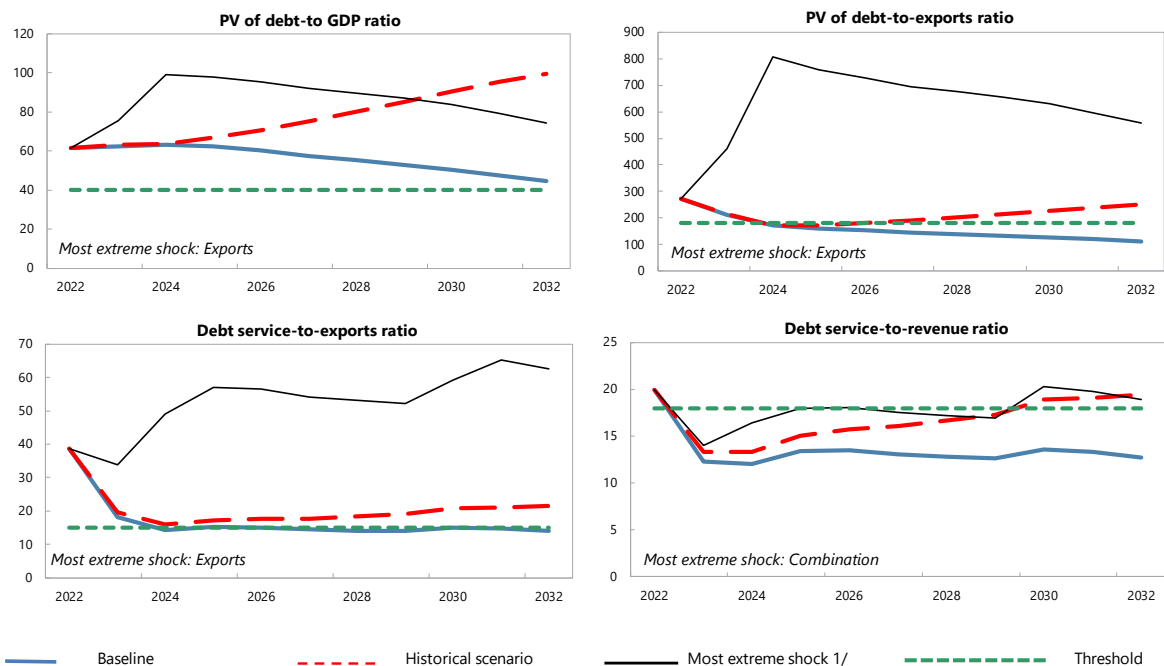 PV of debt-to GDP ratio
120
100
80
60
40
20
0
Most extreme shock: Exports
2022 2024 2026 2028 2030 2032
PV of debt-to-exports ratio
900
800
700
600
500
400
300
200
100
0
Most extreme shock: Exports
2022 2024 2026 2028 2030 2032
Debt service-to-exports ratio
70
60
50
40
30
20
10
0
Most extreme shock: Exports
2022 2024 2026 2028 2030 2032
Debt service-to-revenue ratio
25
20
15
10
5
0
Most extreme shock: Combination
2022 2024 2026 2028 2030 2032
Baseline Historical scenario Most extreme shock 1/ Threshold